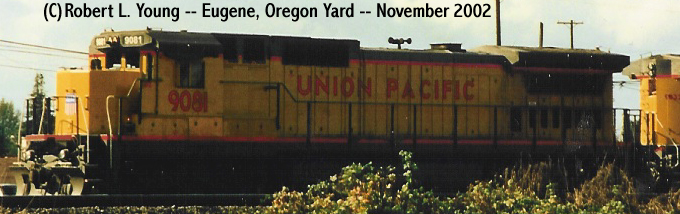 (C)Robert L. Young -- Eugene, Oregon Yard -- November 2002
9081
UNION PACIFIC
9081